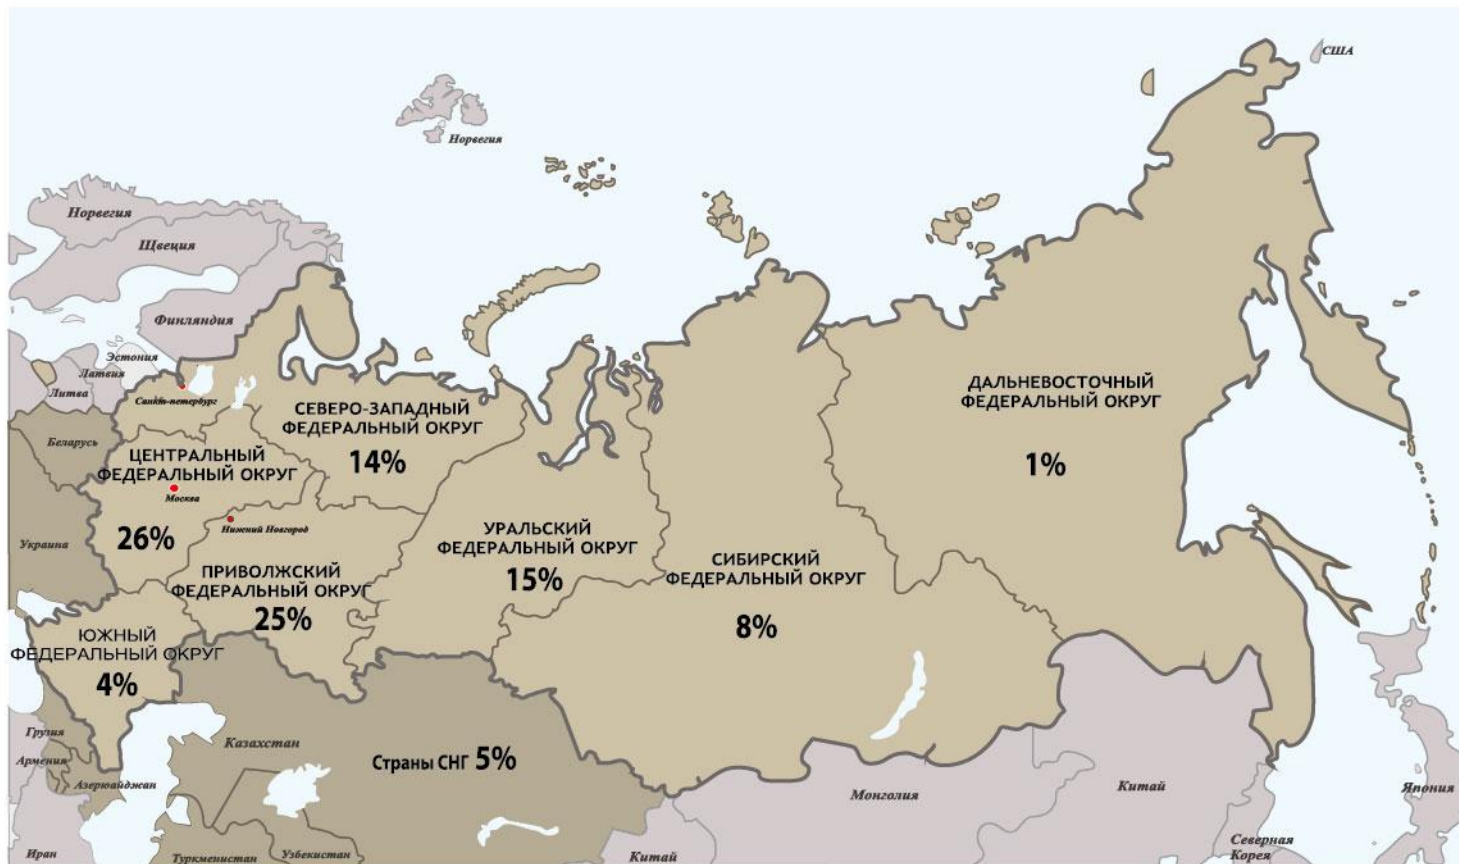 США
Норвегия
Норвегия
Щвеция
Финляндия
Эстония
Латвия
Литва
Санкт-петербург
Беларусь
СЕВЕРО-ЗАПАДНЫЙ
ФЕДЕРАЛЬНЫЙ ОКРУГ
14%
ДАЛЬНЕВОСТОЧНЫЙ
ФЕДЕРАЛЬНЫЙ ОКРУГ
1%
ЦЕНТРАЛЬНЫЙ
ФЕДЕРАЛЬНЫЙ ОКРУГ
Москва
26%
Нижний Новгород
Украина
УРАЛЬСКИЙ
ФЕДЕРАЛЬНЫЙ ОКРУГ
15%
СИБИРСКИЙ
ФЕДЕРАЛЬНЫЙ ОКРУГ
8%
ПРИВОЛЖСКИЙ
ФЕДЕРАЛЬНЫЙ ОКРУГ
25%
ЮЖНЫЙ
ФЕДЕРАЛЬНЫЙ ОКРУГ
4%
Грузия
Армения
Азерюайджан
Казахстан
Страны СНГ 5%
Монголия
Китай
Япония
Иран
Туркменистан
Узбекистан
Китай
Северная
Корея